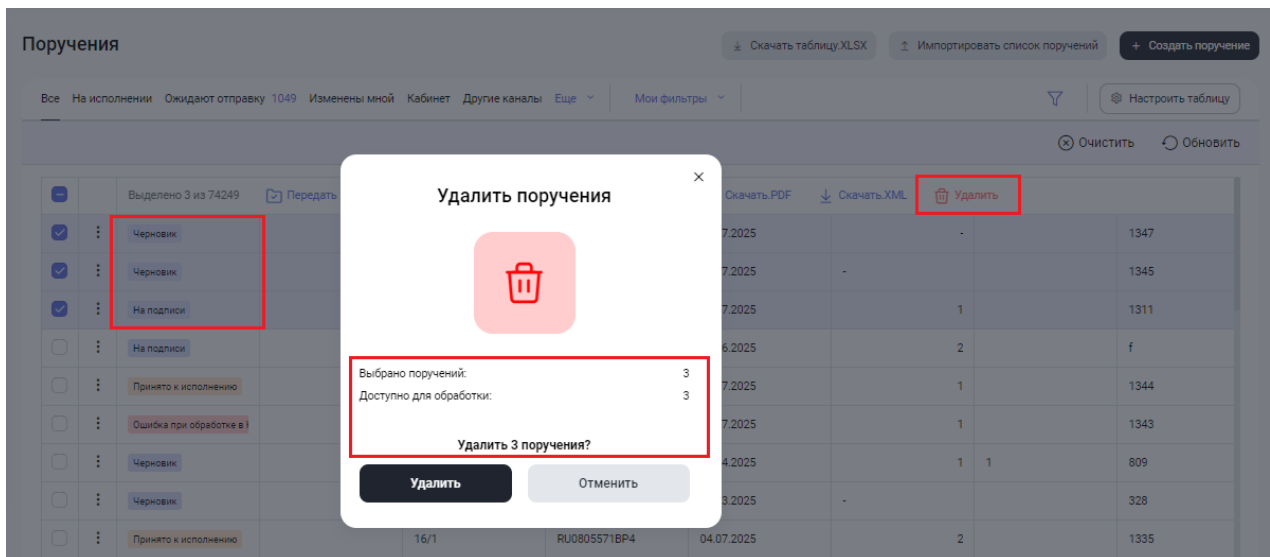 Поручения
Скачать таблицу.XLSX
Импортировать список поручений
+ Создать поручение
Все На исполнении Ожидают отправку 1049 Изменены мной Кабинет Другие каналы Еще Мои фильтры
Настроить таблицу
Очистить Обновить
Выделено 3 из 74249 Передать Скачать.PDF Скачать.XML Удалить
Черновик 7.2025 - 1347
Черновик 7.2025 - 1345
На подписи 7.2025 1 1311
На подписи 6.2025 2 f
Принято к исполнению 7.2025 1 1344
Ошибка при обработке в 7.2025 1 1343
Черновик 4.2025 1 1 809
Черновик 3.2025 - 328
Принято к исполнению 16/1 RU0805571BP4 04.07.2025 2 1335
Удалить поручения
Выбрано поручений: 3
Доступно для обработки: 3
Удалить 3 поручения?
Удалить Отменить